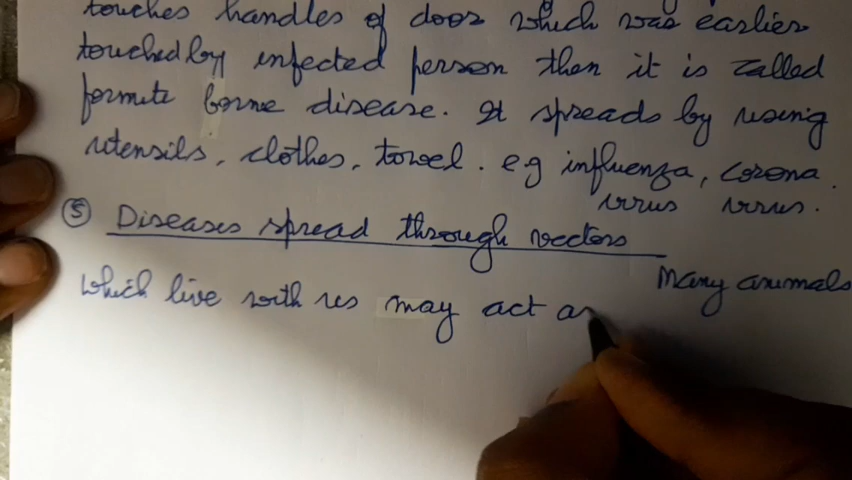 touches handles of door which was earlier
touched by infected person then it is called
formite borne disease. It spreads by using
utensils, clothes, towel. eg influenza, corona
virus virus.
⑤ Diseases spread through vectors
Many animals
which live with us may act as